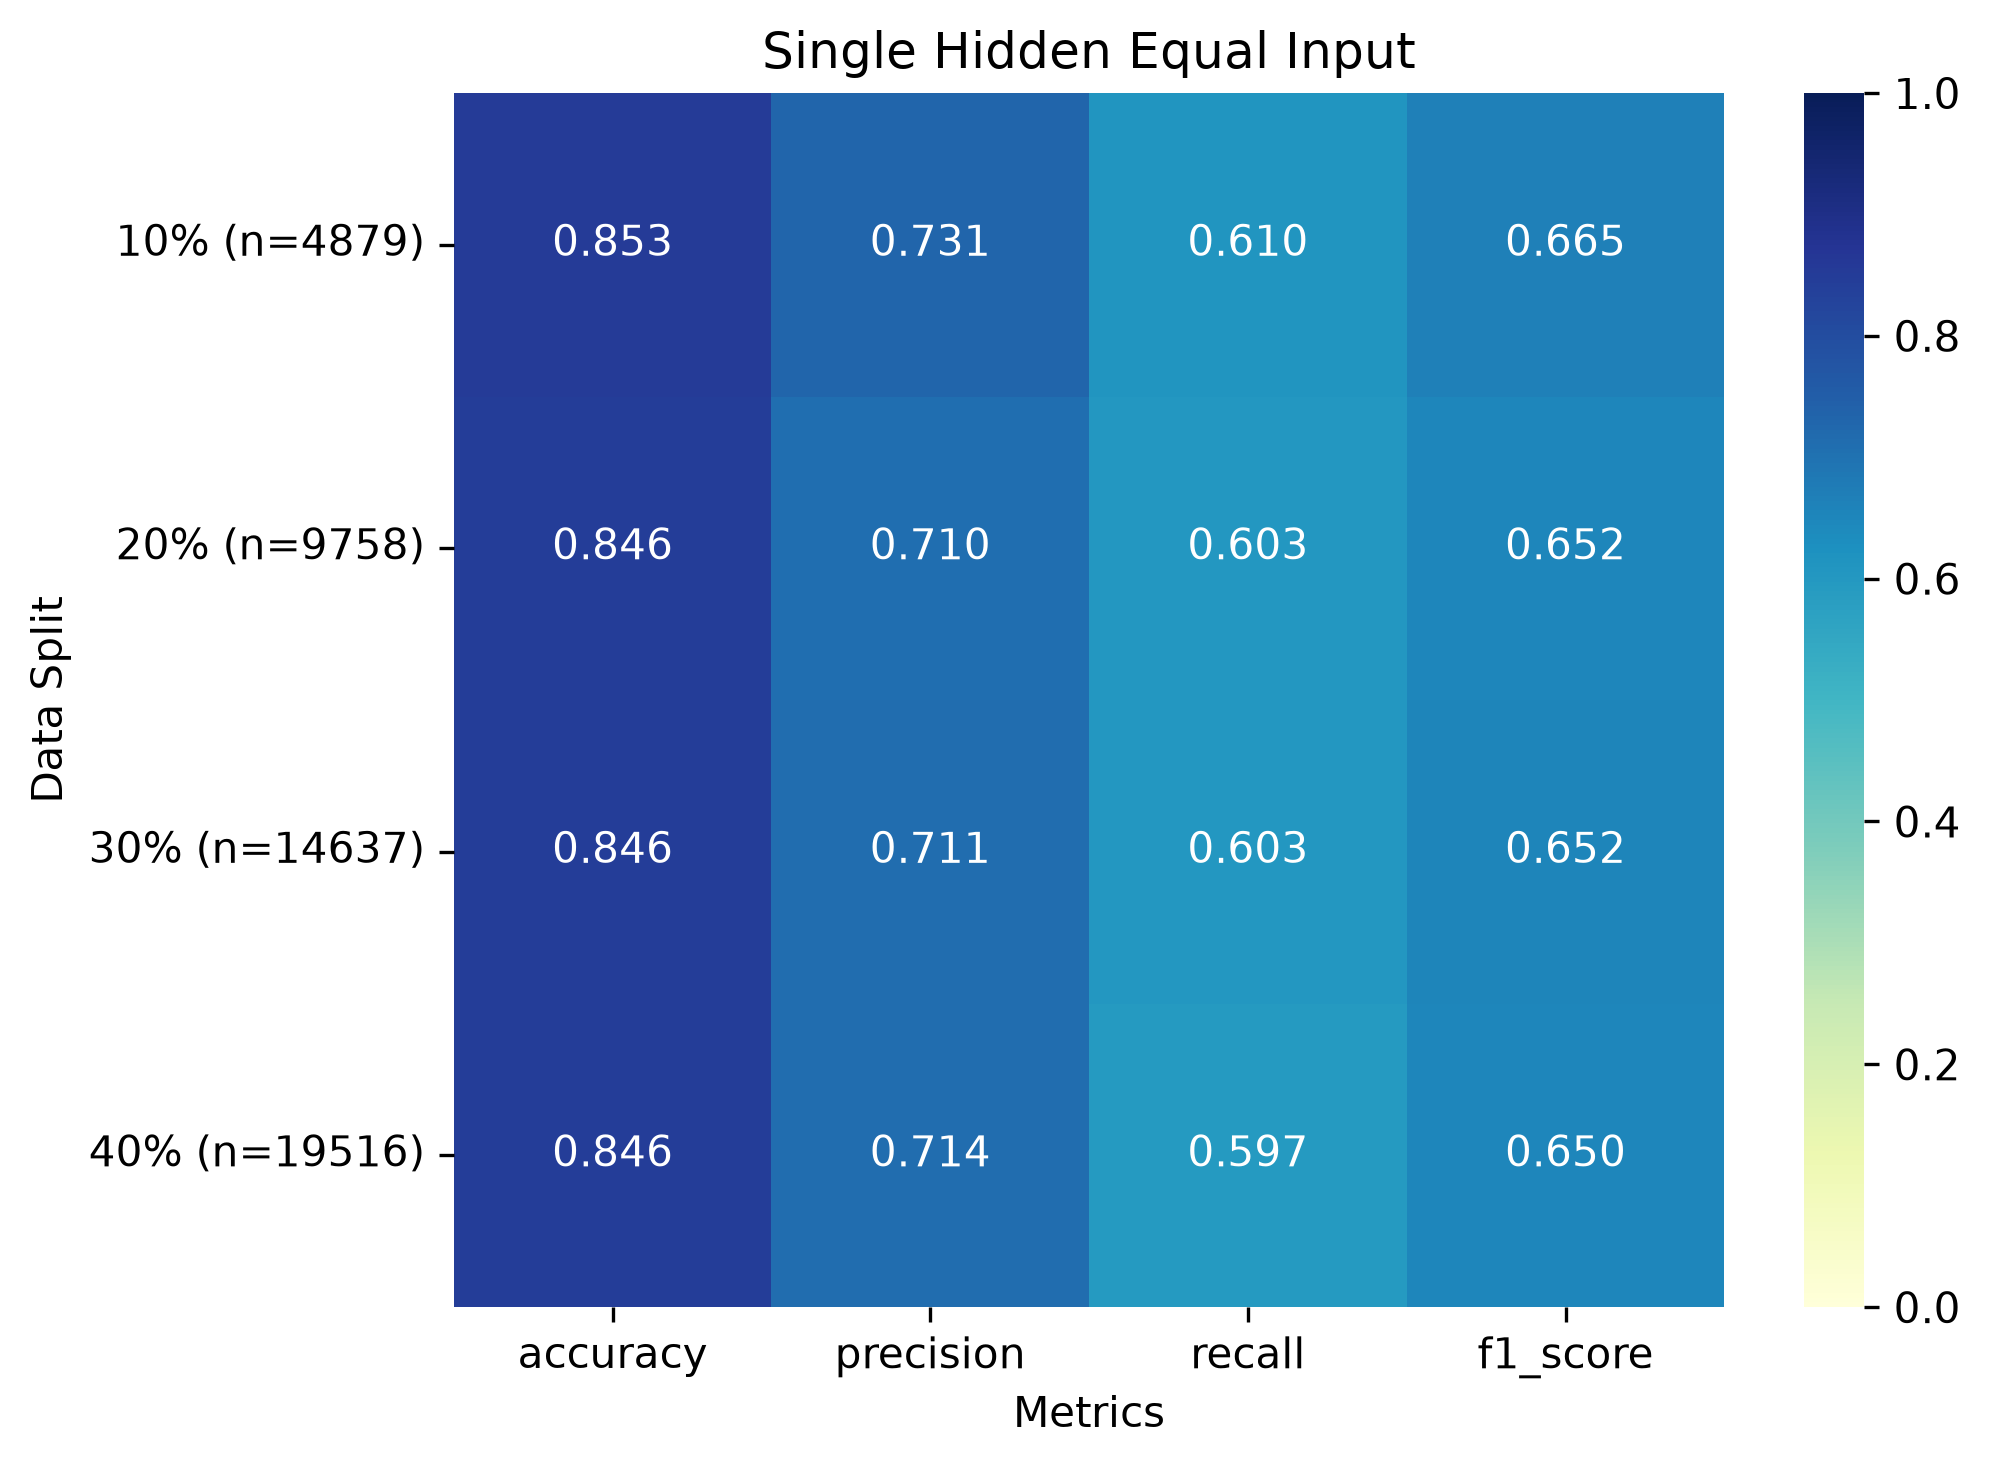 Single Hidden Equal Input
1.0
10% (n=4879) 0.853 0.731 0.610 0.665
0.8
20% (n=9758) 0.846 0.710 0.603 0.652
0.6
Data Split
30% (n=14637) 0.846 0.711 0.603 0.652
0.4
0.2
40% (n=19516) 0.846 0.714 0.597 0.650
0.0
accuracy precision recall f1_score
Metrics